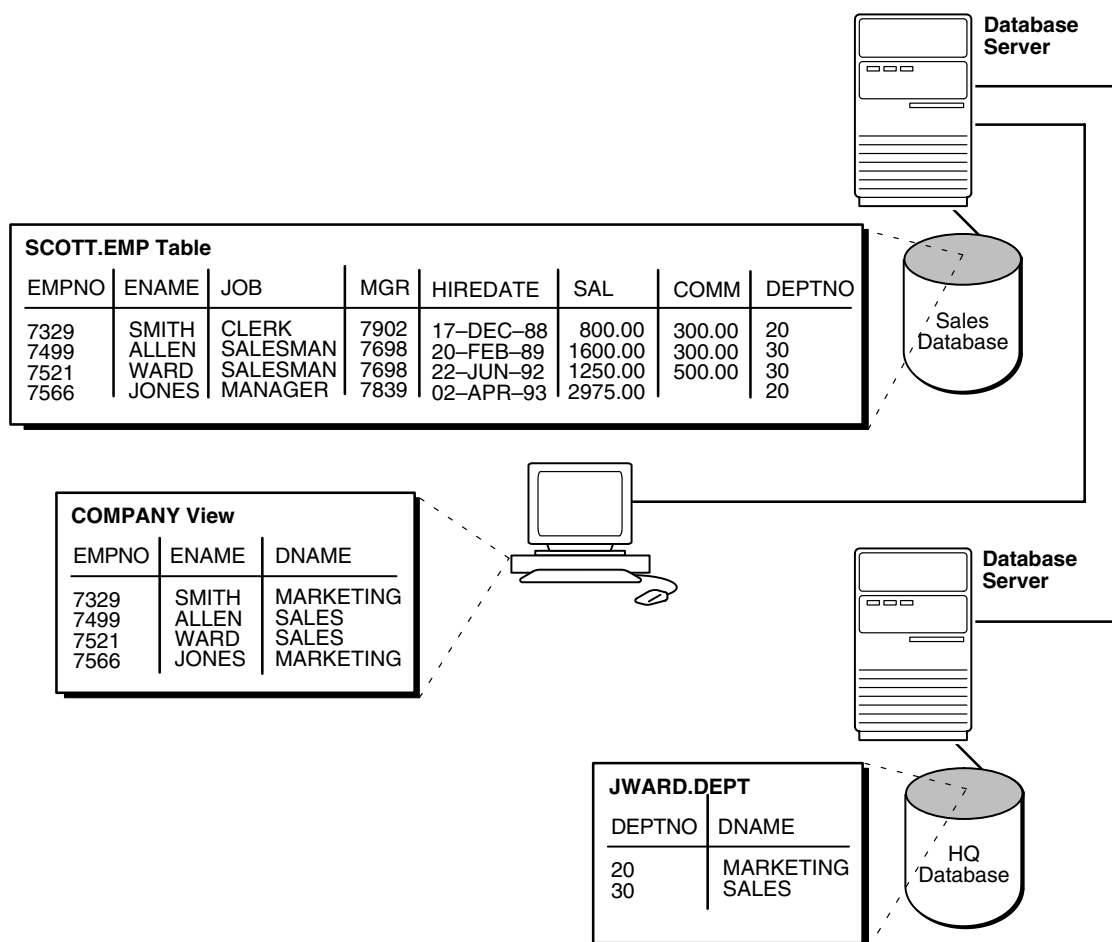 Database
Server
SCOTT.EMP Table
EMPNO ENAME JOB MGR HIREDATE SAL COMM DEPTNO
7329 SMITH CLERK 7902 17–DEC–88 800.00 300.00 20
7499 ALLEN SALESMAN 7698 20–FEB–89 1600.00 300.00 30
7521 WARD SALESMAN 7698 22–JUN–92 1250.00 500.00 30
7566 JONES MANAGER 7839 02–APR–93 2975.00 20
Sales
Database
COMPANY View
EMPNO ENAME DNAME
7329 SMITH MARKETING
7499 ALLEN SALES
7521 WARD SALES
7566 JONES MARKETING
Database
Server
JWARD.DEPT
DEPTNO DNAME
20 MARKETING
30 SALES
HQ
Database